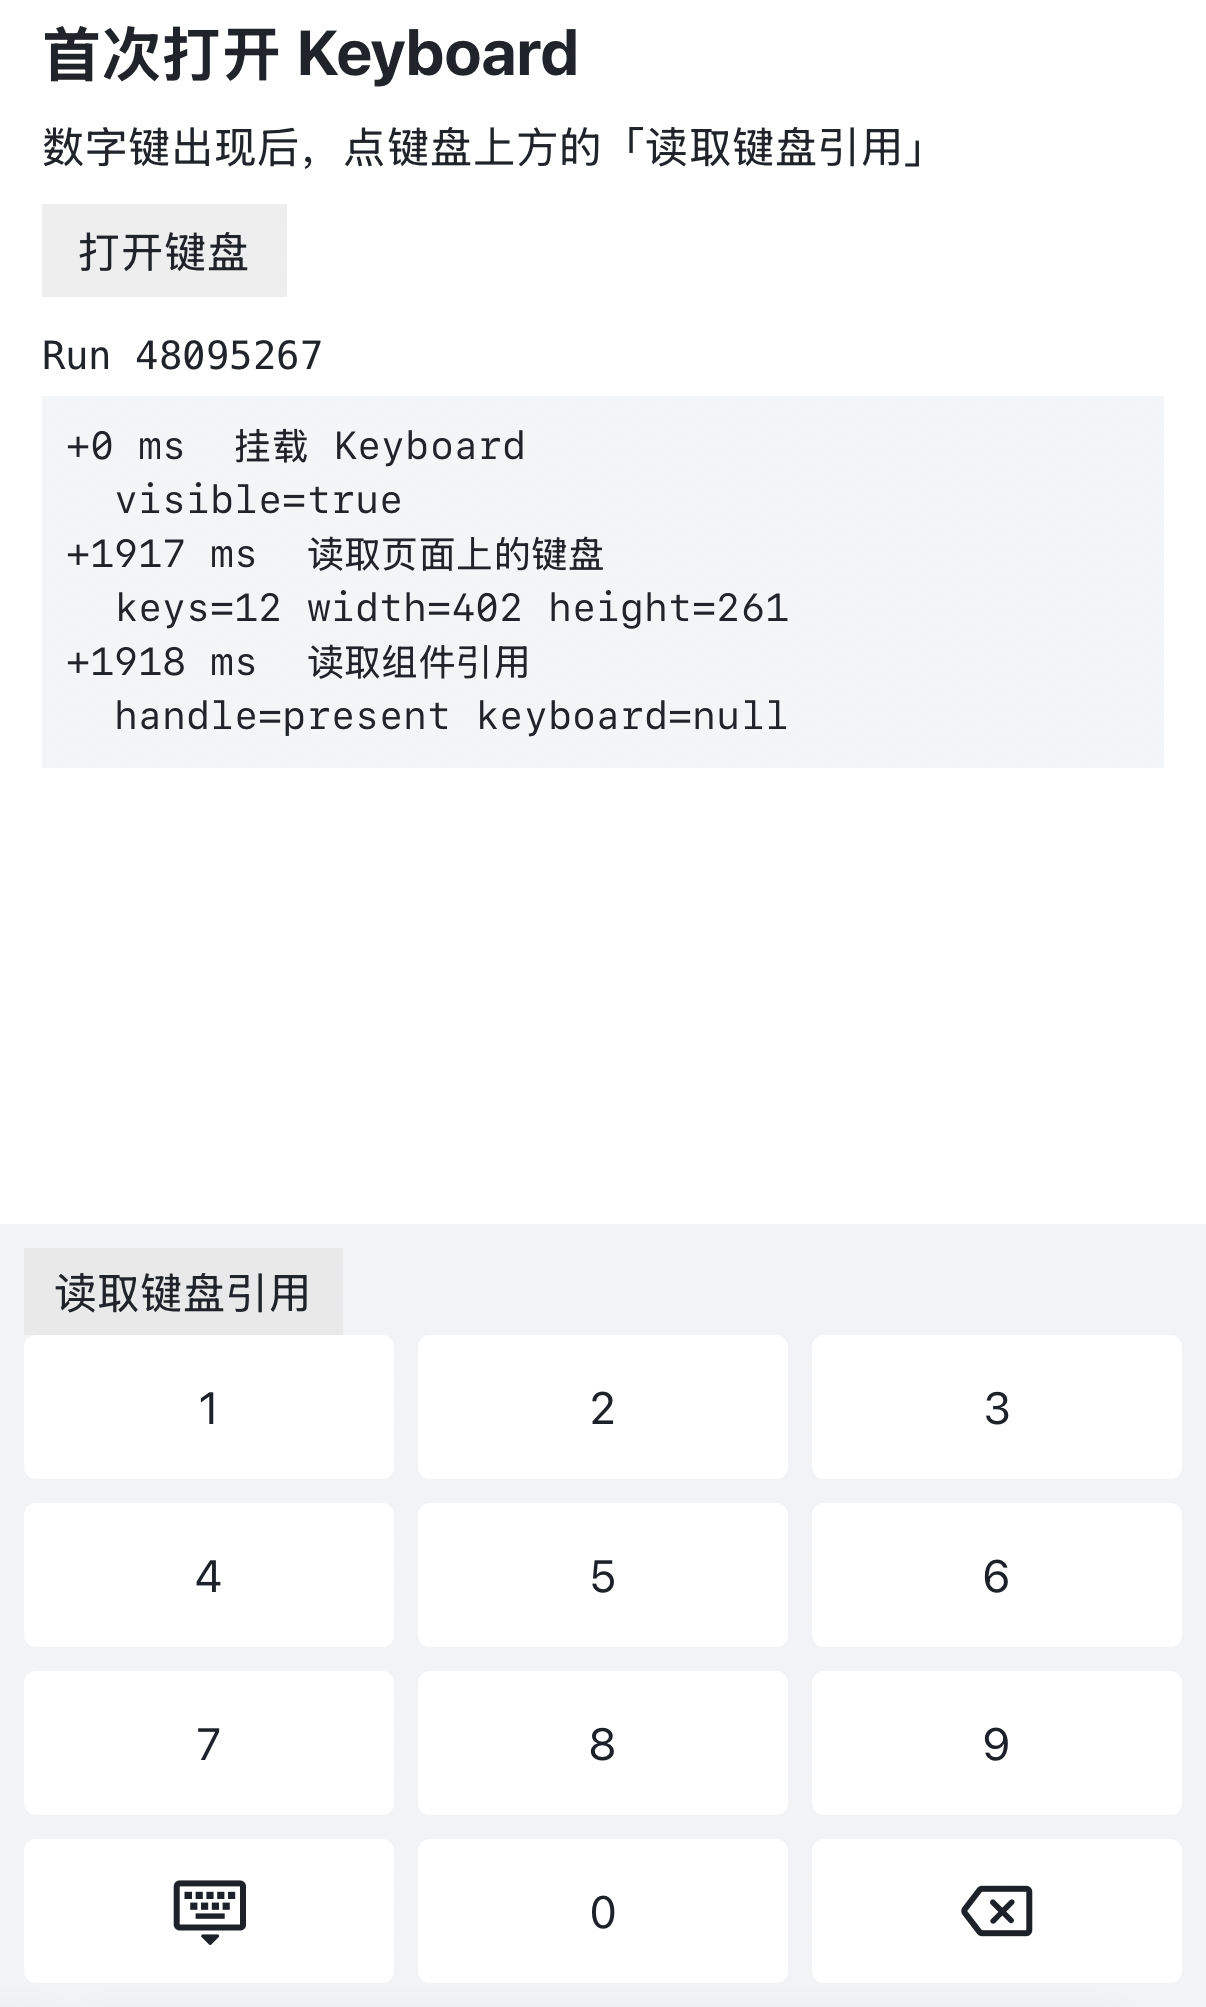 首次打开 Keyboard
数字键出现后，点键盘上方的「读取键盘引用」
打开键盘
Run 48095267
+0 ms  挂载 Keyboard
  visible=true
+1917 ms  读取页面上的键盘
  keys=12 width=402 height=261
+1918 ms  读取组件引用
  handle=present keyboard=null
读取键盘引用
1 2 3
4 5 6
7 8 9
0